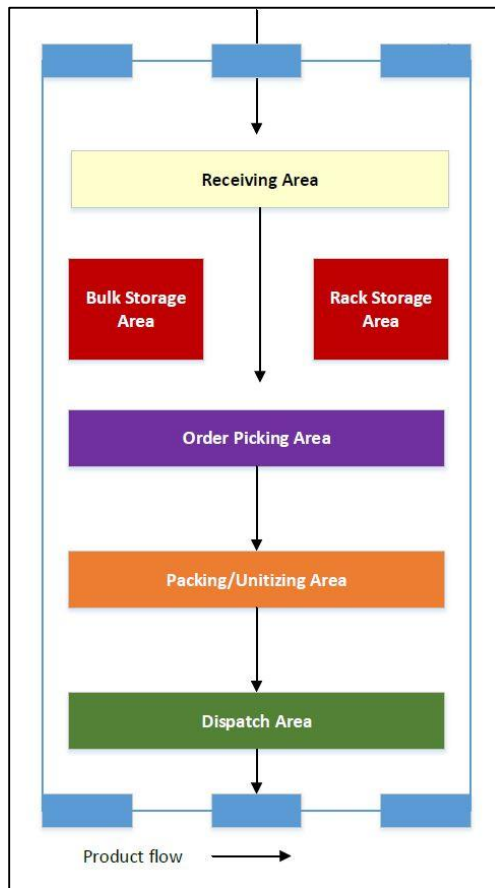 Receiving Area
Bulk Storage
Area
Rack Storage
Area
Order Picking Area
Packing/Unitizing Area
Dispatch Area
Product flow